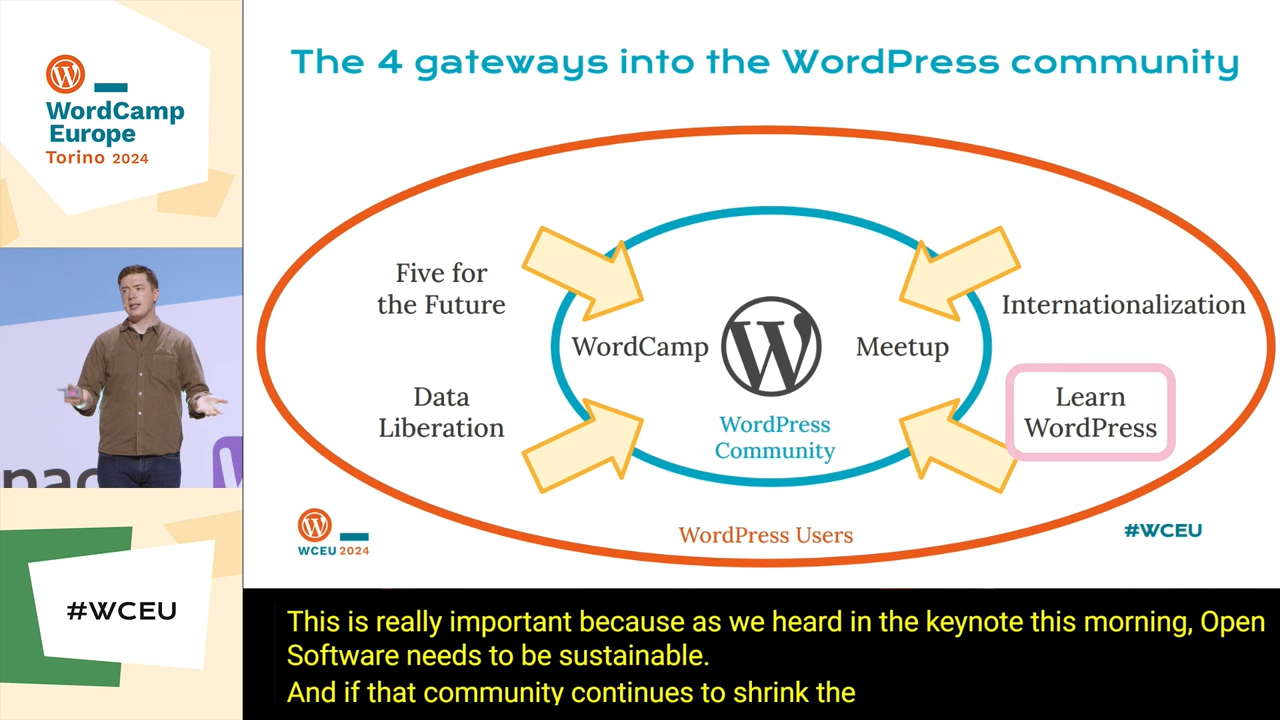 WordCamp
Europe
Torino 2024
#WCEU
The 4 gateways into the WordPress community
Five for
the Future
Data
Liberation
WordCamp
Meetup
WordPress
Community
Internationalization
Learn
WordPress
WordPress Users
WCEU 2024
#WCEU
This is really important because as we heard in the keynote this morning, Open
Software needs to be sustainable.
And if that community continues to shrink the